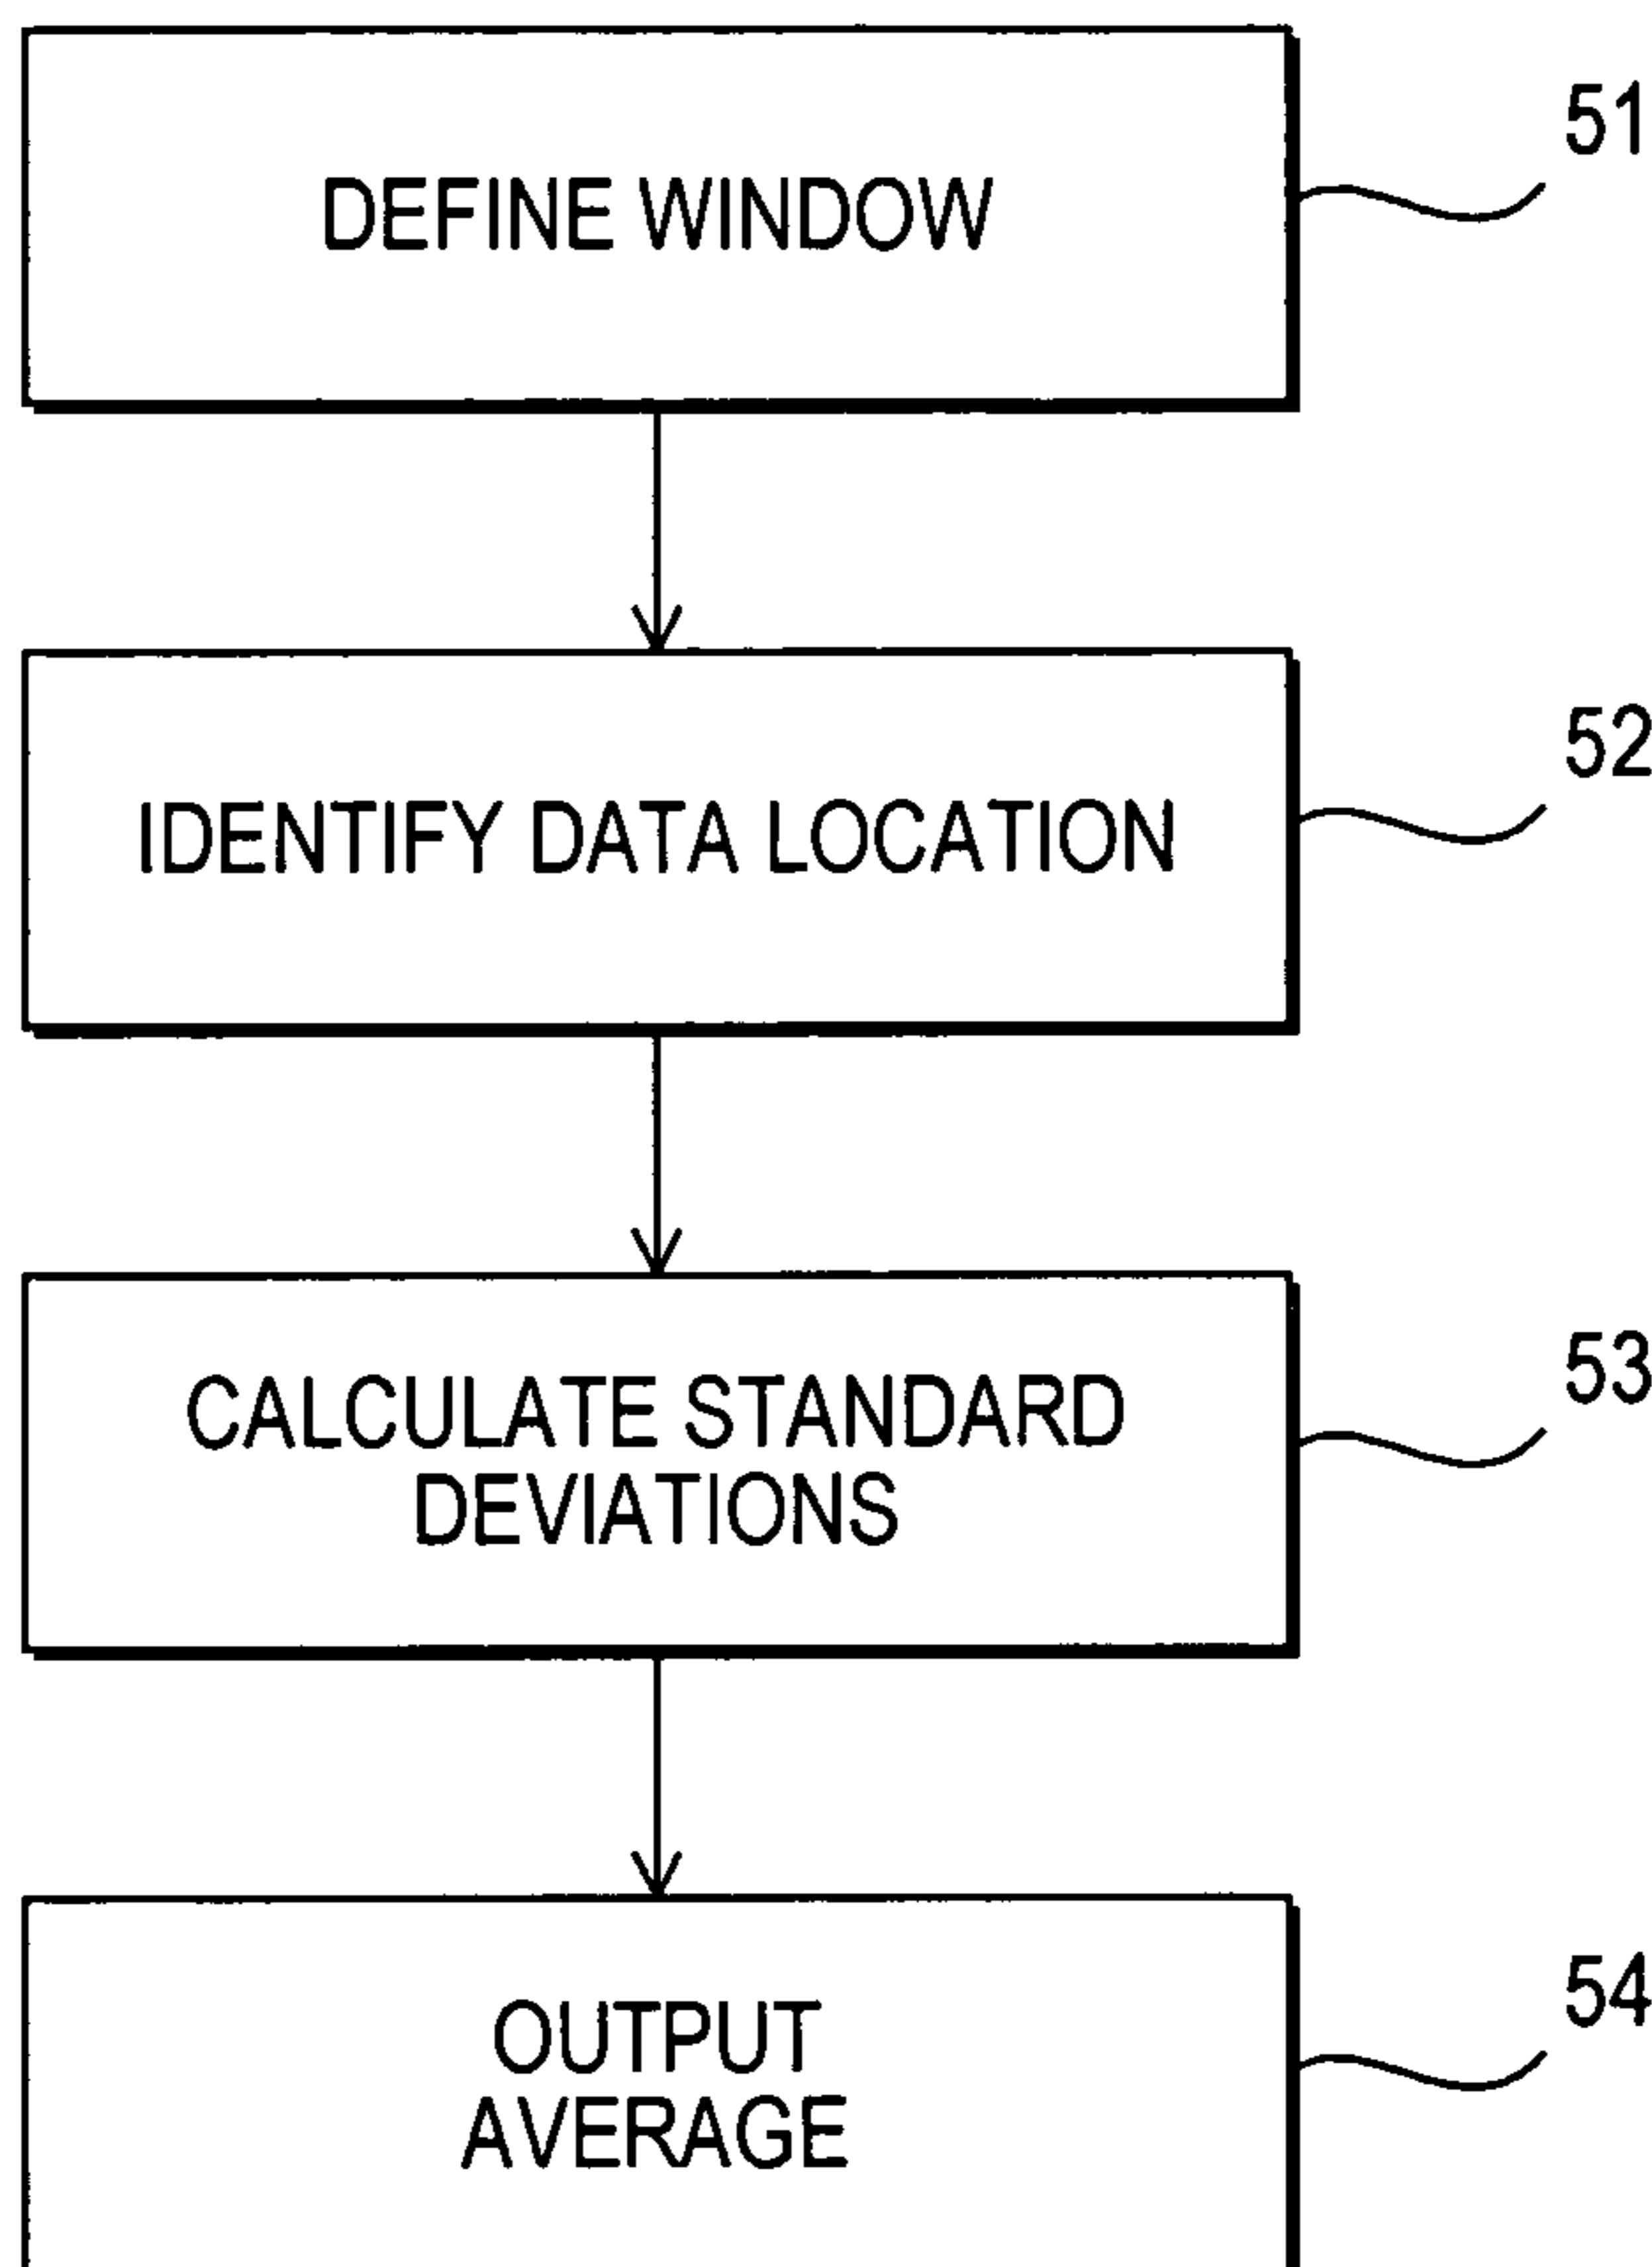 51
DEFINE WINDOW
52
IDENTIFY DATA LOCATION
53
CALCULATE STANDARD
DEVIATIONS
54
OUTPUT
AVERAGE